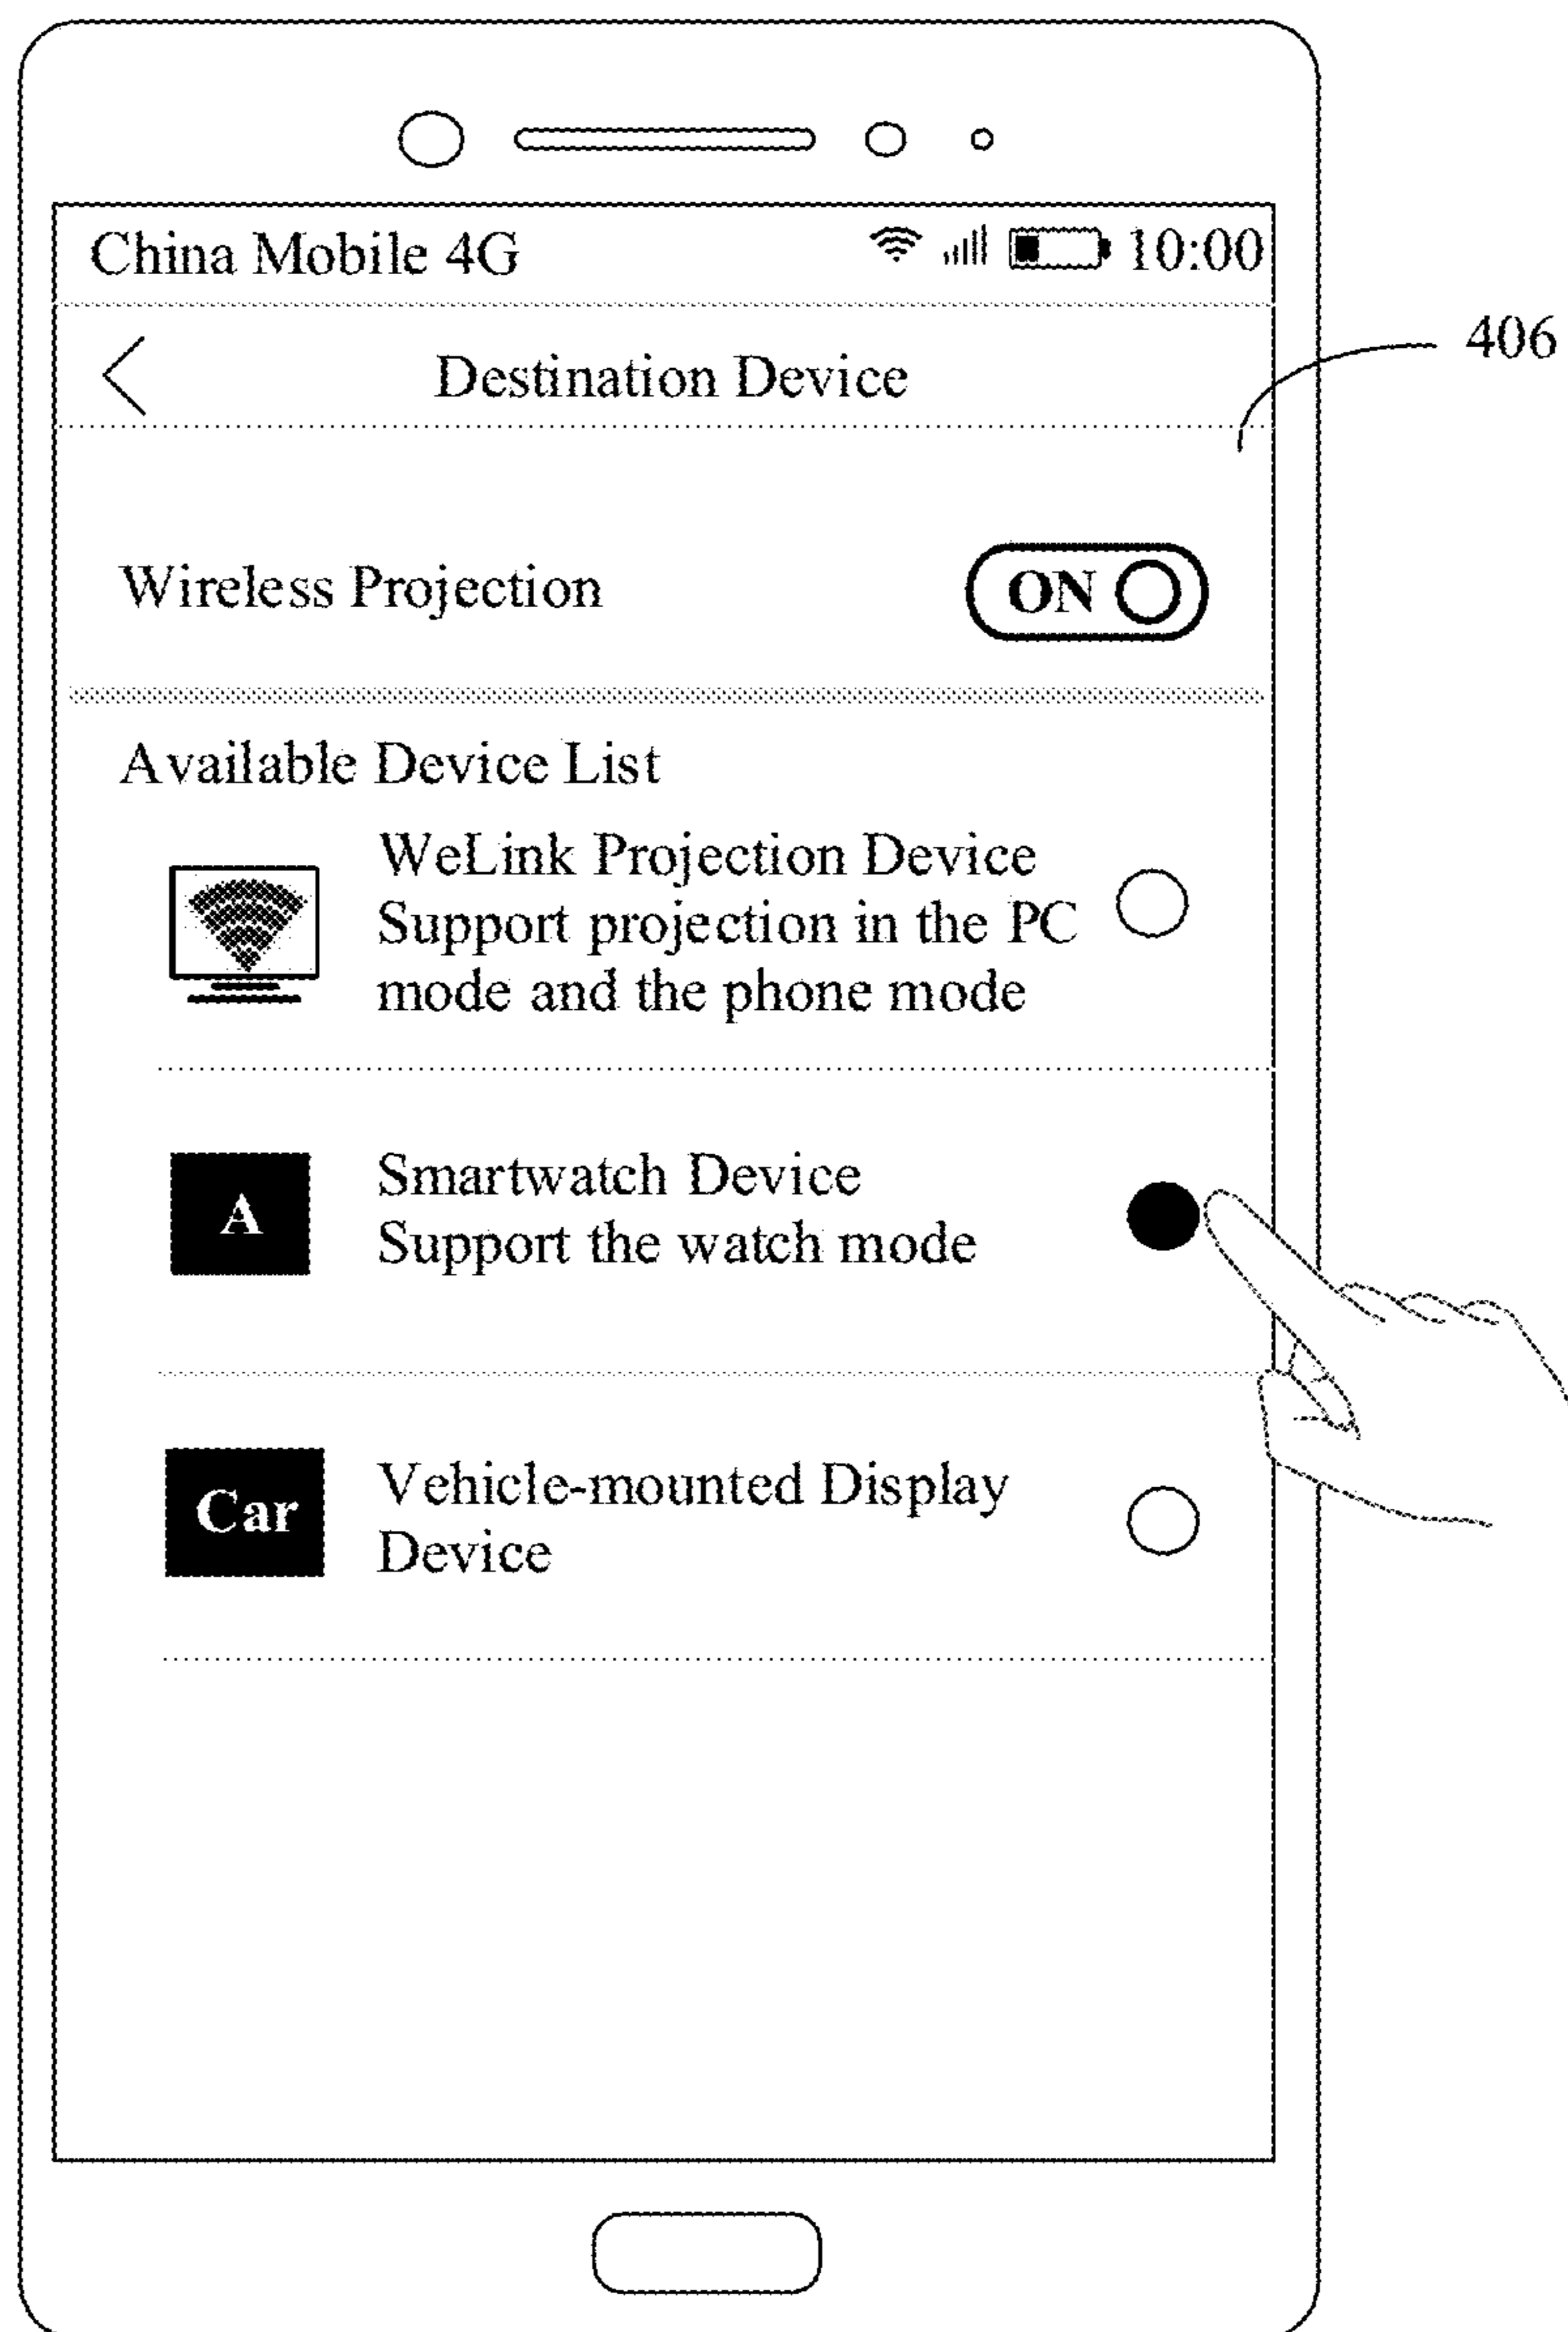 China Mobile 4G 10:00
406
Destination Device
Wireless Projection ON
Available Device List
WeLink Projection Device
Support projection in the PC
mode and the phone mode
A
Smartwatch Device
Support the watch mode
Car
Vehicle-mounted Display
Device